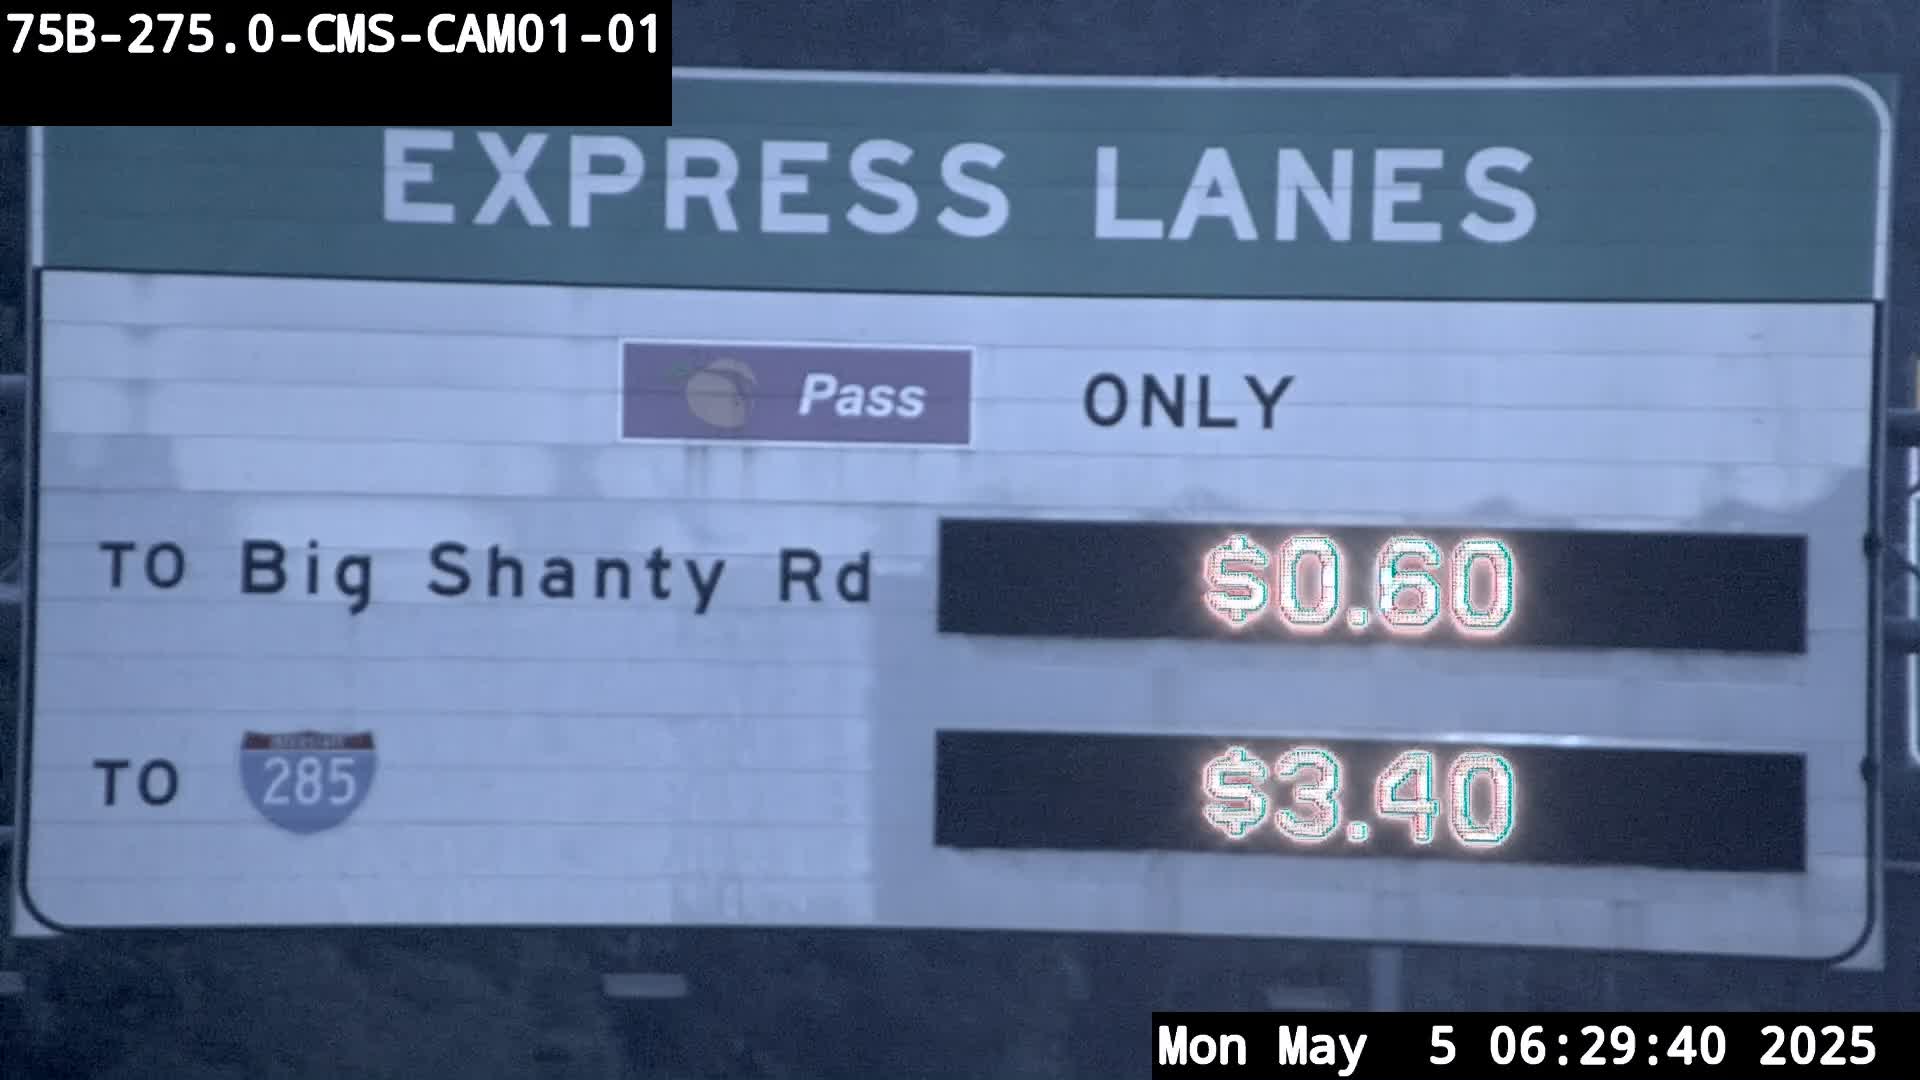 75B-275.0-CMS-CAM01-01
EXPRESS LANES
Pass ONLY
TO Big Shanty Rd $0.60
INTERSTATE
TO 285 $3.40
Mon May 5 06:29:40 2025